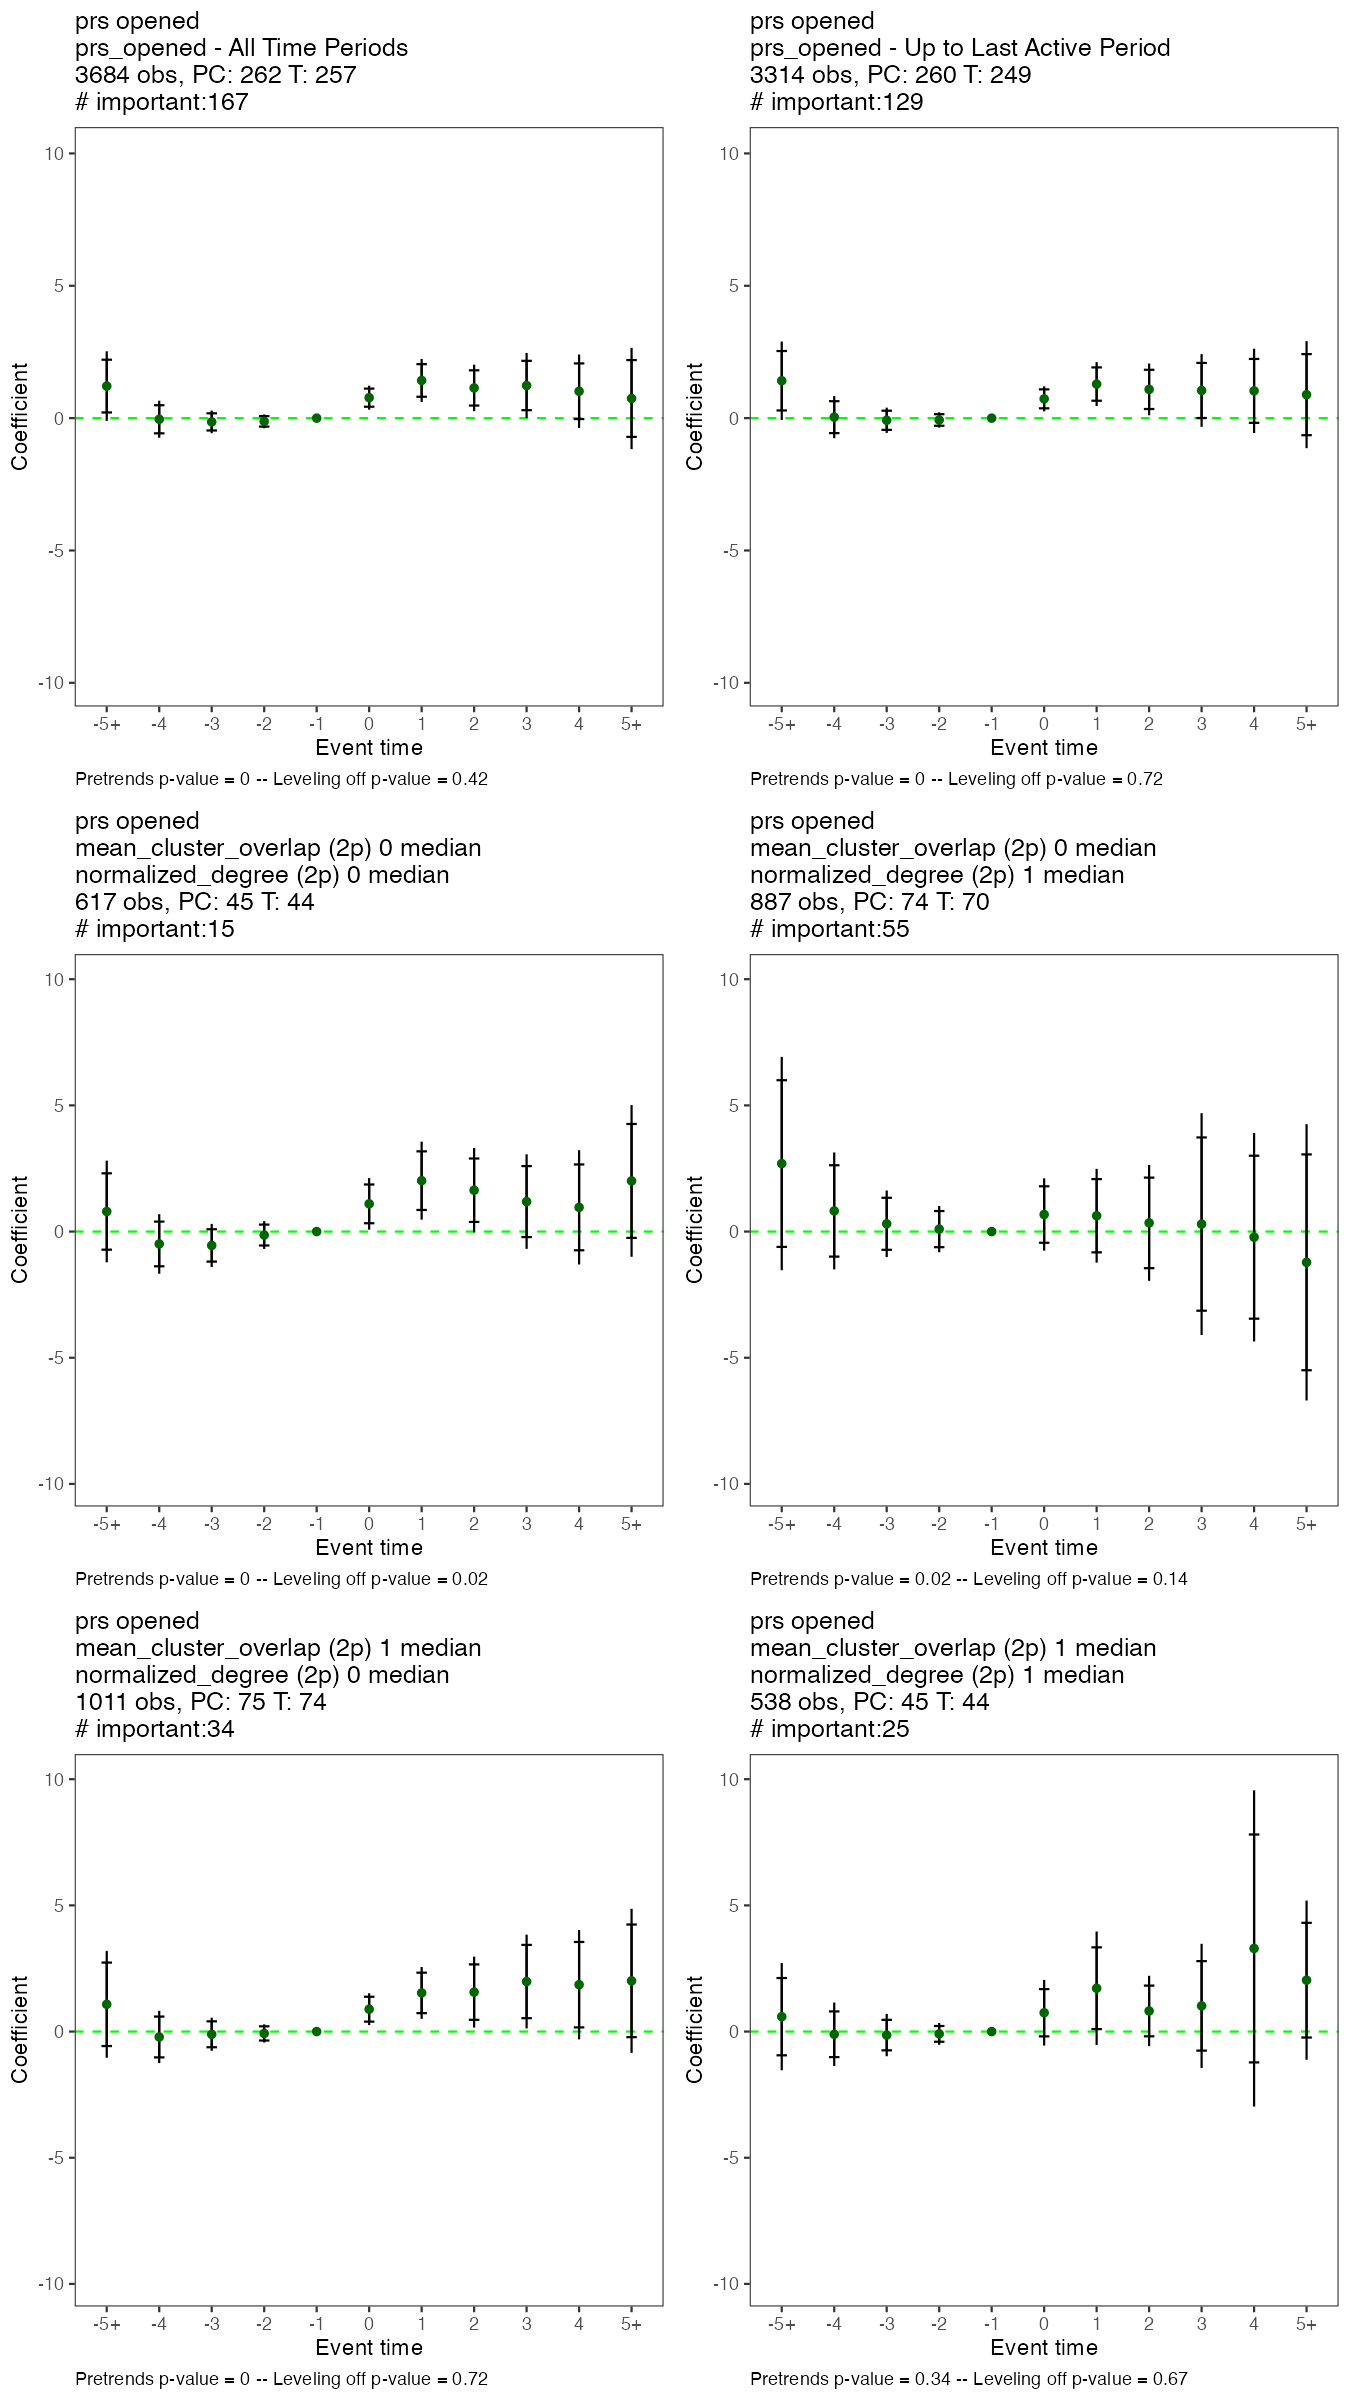 prs opened
prs_opened - All Time Periods
3684 obs, PC: 262 T: 257
# important:167
10
5
0
-5
-10
Coefficient
-5+ -4 -3 -2 -1 0 1 2 3 4 5+
Event time
Pretrends p-value = 0 -- Leveling off p-value = 0.42
prs opened
prs_opened - Up to Last Active Period
3314 obs, PC: 260 T: 249
# important:129
10
5
0
-5
-10
Coefficient
-5+ -4 -3 -2 -1 0 1 2 3 4 5+
Event time
Pretrends p-value = 0 -- Leveling off p-value = 0.72
prs opened
mean_cluster_overlap (2p) 0 median
normalized_degree (2p) 0 median
617 obs, PC: 45 T: 44
# important:15
10
5
0
-5
-10
Coefficient
-5+ -4 -3 -2 -1 0 1 2 3 4 5+
Event time
Pretrends p-value = 0 -- Leveling off p-value = 0.02
prs opened
mean_cluster_overlap (2p) 0 median
normalized_degree (2p) 1 median
887 obs, PC: 74 T: 70
# important:55
10
5
0
-5
-10
Coefficient
-5+ -4 -3 -2 -1 0 1 2 3 4 5+
Event time
Pretrends p-value = 0.02 -- Leveling off p-value = 0.14
prs opened
mean_cluster_overlap (2p) 1 median
normalized_degree (2p) 0 median
1011 obs, PC: 75 T: 74
# important:34
10
5
0
-5
-10
Coefficient
-5+ -4 -3 -2 -1 0 1 2 3 4 5+
Event time
Pretrends p-value = 0 -- Leveling off p-value = 0.72
prs opened
mean_cluster_overlap (2p) 1 median
normalized_degree (2p) 1 median
538 obs, PC: 45 T: 44
# important:25
10
5
0
-5
-10
Coefficient
-5+ -4 -3 -2 -1 0 1 2 3 4 5+
Event time
Pretrends p-value = 0.34 -- Leveling off p-value = 0.67